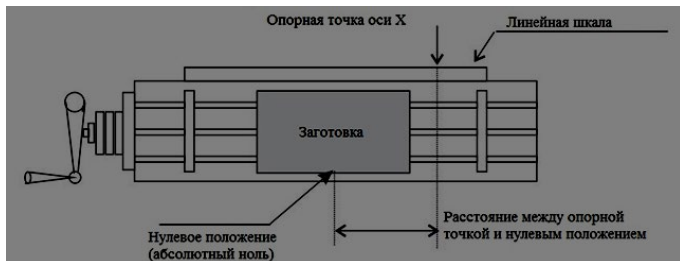 Опорная точка оси X
Линейная шкала
Заготовка
Нулевое положение
(абсолютный ноль)
Расстояние между опорной
точкой и нулевым положением